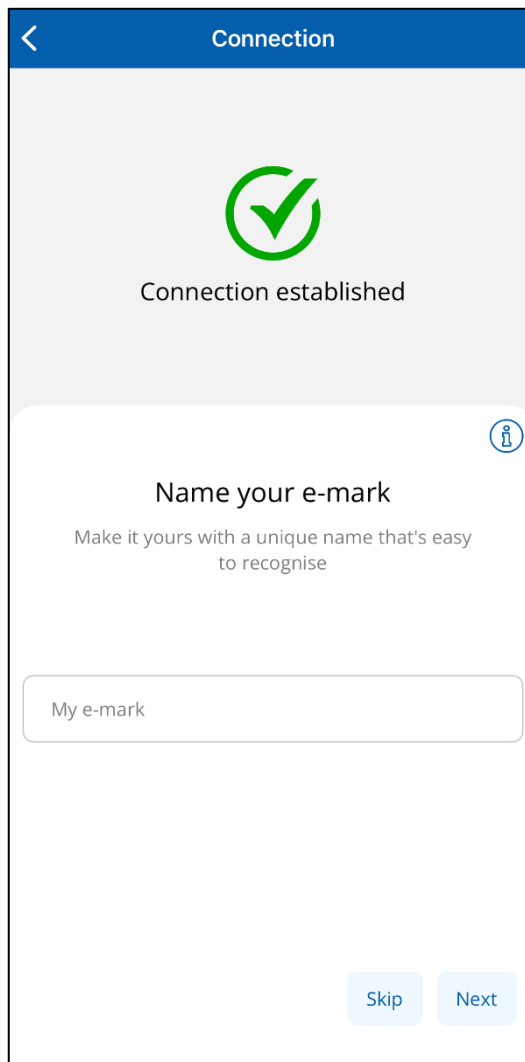 Connection
Connection established
Name your e-mark
Make it yours with a unique name that's easy
to recognise
My e-mark
Skip
Next